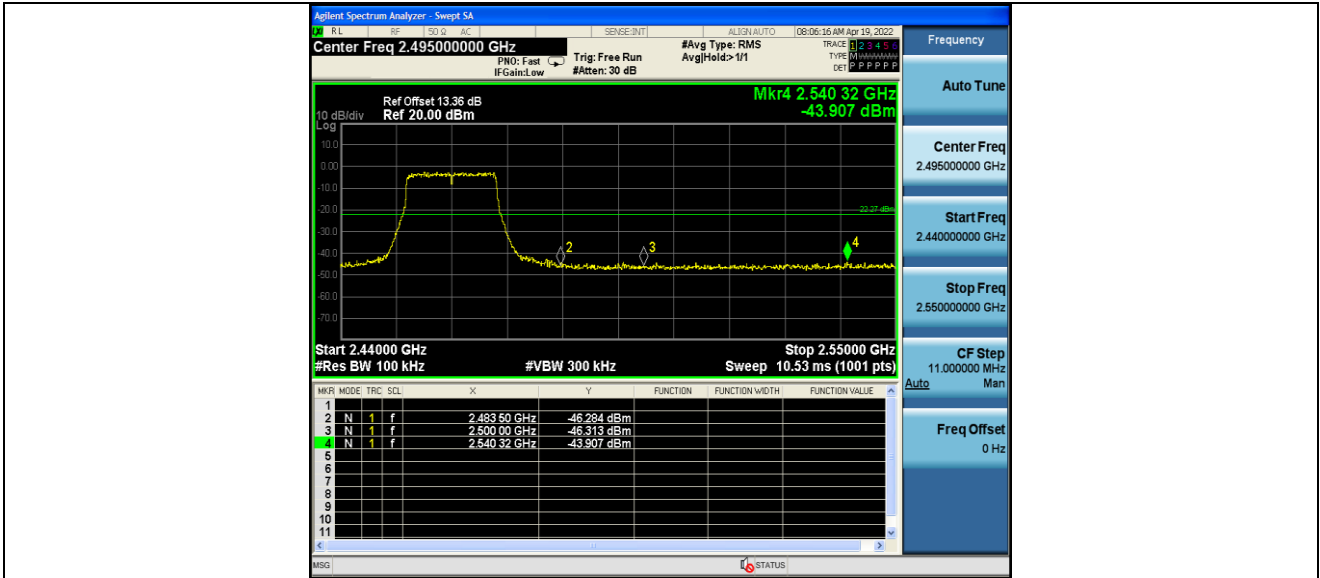 Agilent Spectrum Analyzer - Swept SA
RL RF 50 Ω AC SENSE:INT ALIGN AUTO 08:05:16 AM Apr 19, 2022
Center Freq 2.495000000 GHz
PNO: Fast
IFGain:Low
Trig: Free Run
#Atten: 30 dB
#Avg Type: RMS
Avg|Hold:>1/1
TRACE 1 2 3 4 5 6
TYPE M
DET P P P P P P
Frequency
Auto Tune
Center Freq
2.495000000 GHz
Start Freq
2.440000000 GHz
Stop Freq
2.550000000 GHz
CF Step
11.000000 MHz
Auto Man
Freq Offset
0 Hz
Mkr4 2.540 32 GHz
-43.907 dBm
Ref Offset 13.36 dB
10 dB/div Ref 20.00 dBm
Log
10.0
0.00
-10.0
-20.0
-22.27 dBm
-30.0
-40.0
2
3
4
-50.0
-60.0
-70.0
Start 2.44000 GHz Stop 2.55000 GHz
#Res BW 100 kHz #VBW 300 kHz Sweep 10.53 ms (1001 pts)
MKR MODE TRC SCL X Y FUNCTION FUNCTION WIDTH FUNCTION VALUE
1
2 N 1 f 2.483 50 GHz -46.284 dBm
3 N 1 f 2.500 00 GHz -46.313 dBm
4 N 1 f 2.540 32 GHz -43.907 dBm
5
6
7
8
9
10
11
MSG STATUS